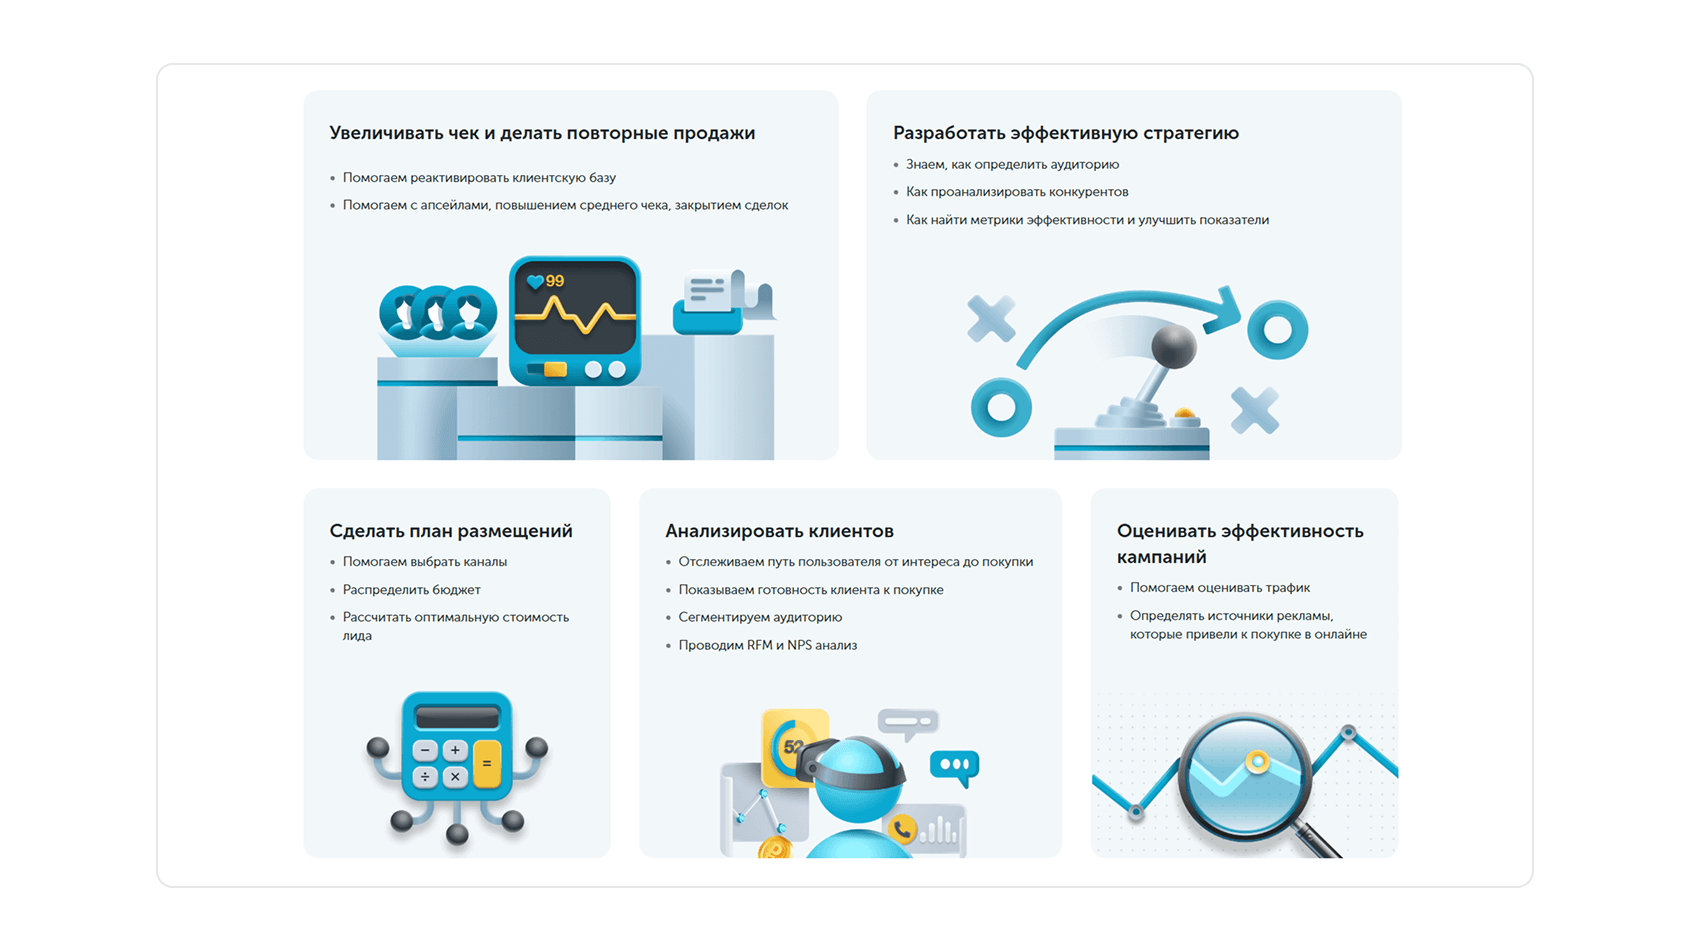 Увеличивать чек и делать повторные продажи
Помогаем реактивировать клиентскую базу
Помогаем с апсейлами, повышением среднего чека, закрытием сделок
99
Разработать эффективную стратегию
Знаем, как определить аудиторию
Как проанализировать конкурентов
Как найти метрики эффективности и улучшить показатели
Сделать план размещений
Помогаем выбрать каналы
Распределить бюджет
Рассчитать оптимальную стоимость
лида
− +
=
÷ ×
Анализировать клиентов
Отслеживаем путь пользователя от интереса до покупки
Показываем готовность клиента к покупке
Сегментируем аудиторию
Проводим RFM и NPS анализ
52
₽
Оценивать эффективность
кампаний
Помогаем оценивать трафик
Определять источники рекламы,
которые привели к покупке в онлайне